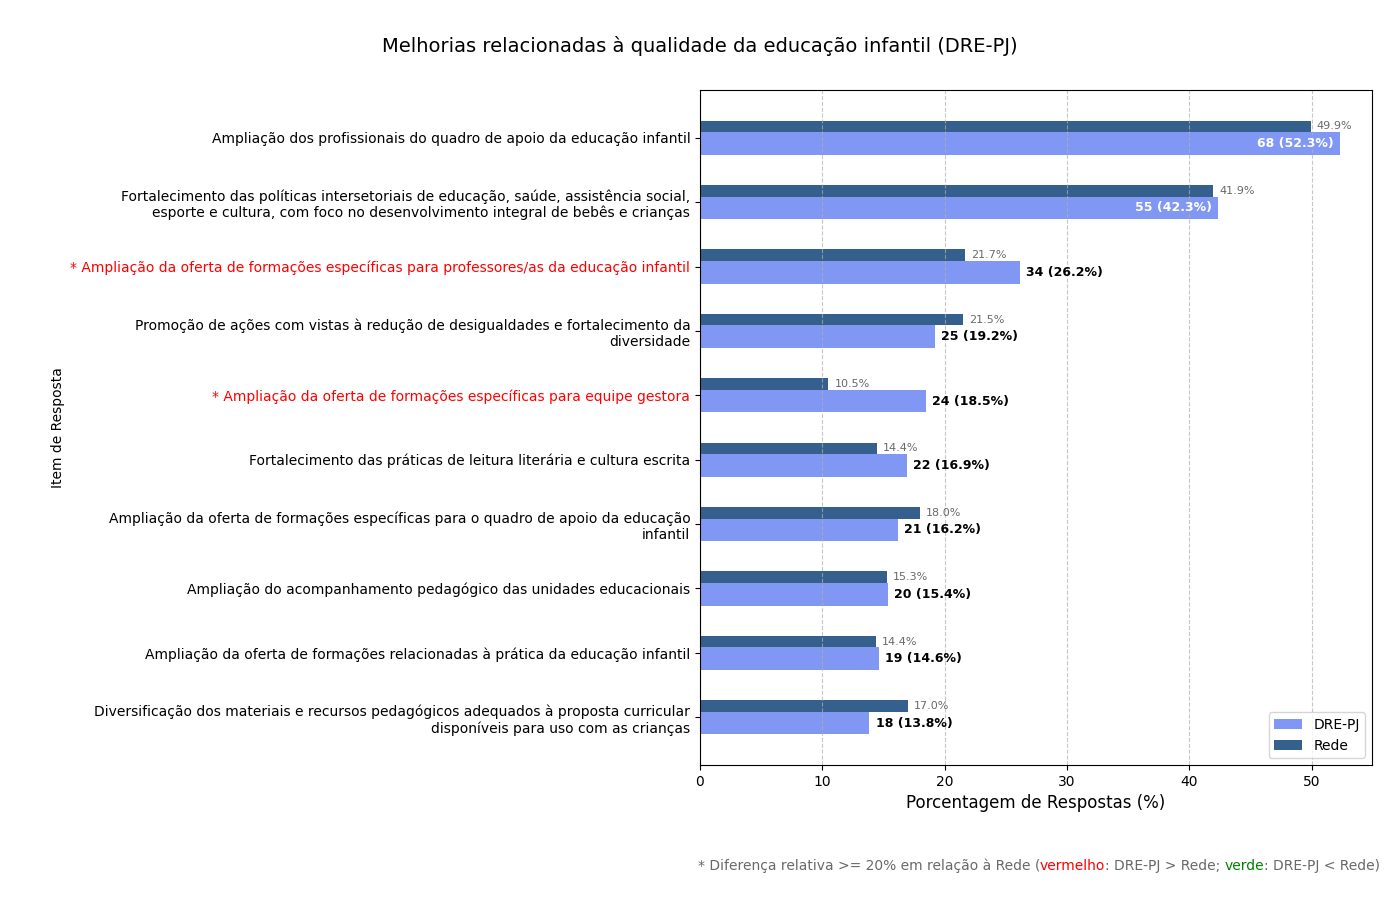 Melhorias relacionadas à qualidade da educação infantil (DRE-PJ)
Item de Resposta
Ampliação dos profissionais do quadro de apoio da educação infantil
49.9%
68 (52.3%)
Fortalecimento das políticas intersetoriais de educação, saúde, assistência social,
esporte e cultura, com foco no desenvolvimento integral de bebês e crianças
41.9%
55 (42.3%)
* Ampliação da oferta de formações específicas para professores/as da educação infantil
21.7%
34 (26.2%)
Promoção de ações com vistas à redução de desigualdades e fortalecimento da
diversidade
21.5%
25 (19.2%)
* Ampliação da oferta de formações específicas para equipe gestora
10.5%
24 (18.5%)
Fortalecimento das práticas de leitura literária e cultura escrita
14.4%
22 (16.9%)
Ampliação da oferta de formações específicas para o quadro de apoio da educação
infantil
18.0%
21 (16.2%)
Ampliação do acompanhamento pedagógico das unidades educacionais
15.3%
20 (15.4%)
Ampliação da oferta de formações relacionadas à prática da educação infantil
14.4%
19 (14.6%)
Diversificação dos materiais e recursos pedagógicos adequados à proposta curricular
disponíveis para uso com as crianças
17.0%
18 (13.8%)
DRE-PJ
Rede
0 10 20 30 40 50
Porcentagem de Respostas (%)
* Diferença relativa >= 20% em relação à Rede (vermelho: DRE-PJ > Rede; verde: DRE-PJ < Rede)